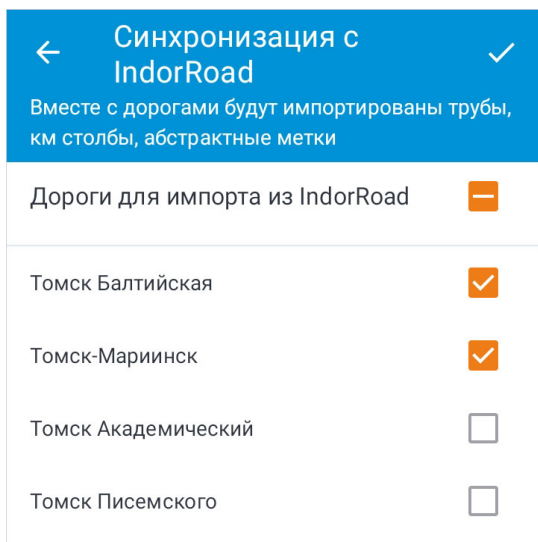 Синхронизация с
IndorRoad
Вместе с дорогами будут импортированы трубы,
км столбы, абстрактные метки
Дороги для импорта из IndorRoad
Томск Балтийская
Томск-Мариинск
Томск Академический
Томск Писемского